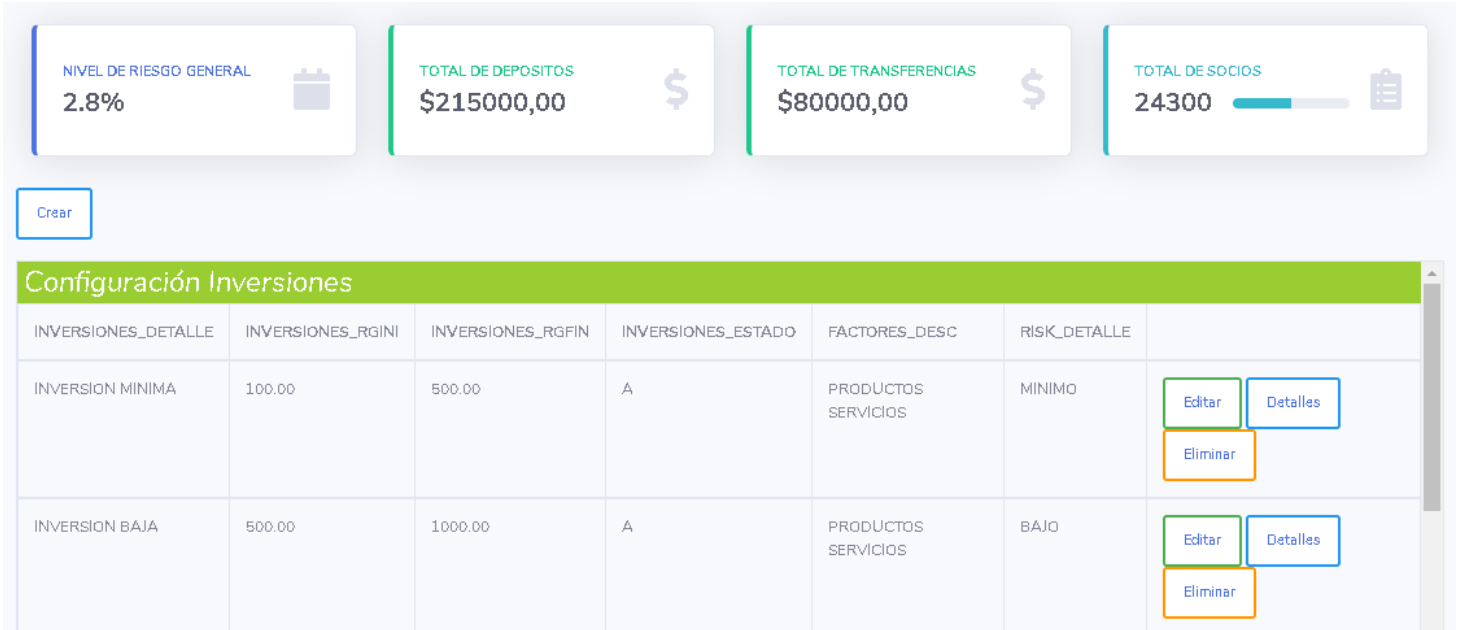 NIVEL DE RIESGO GENERAL
2.8%
TOTAL DE DEPOSITOS
$215000,00
TOTAL DE TRANSFERENCIAS
$80000,00
TOTAL DE SOCIOS
24300
Crear
Configuración Inversiones
INVERSIONES_DETALLE INVERSIONES_RGINI INVERSIONES_RGFIN INVERSIONES_ESTADO FACTORES_DESC RISK_DETALLE
INVERSION MINIMA 100.00 500.00 A PRODUCTOS MINIMO
SERVICIOS
Editar Detalles
Eliminar
INVERSION BAJA 500.00 1000.00 A PRODUCTOS BAJO
SERVICIOS
Editar Detalles
Eliminar